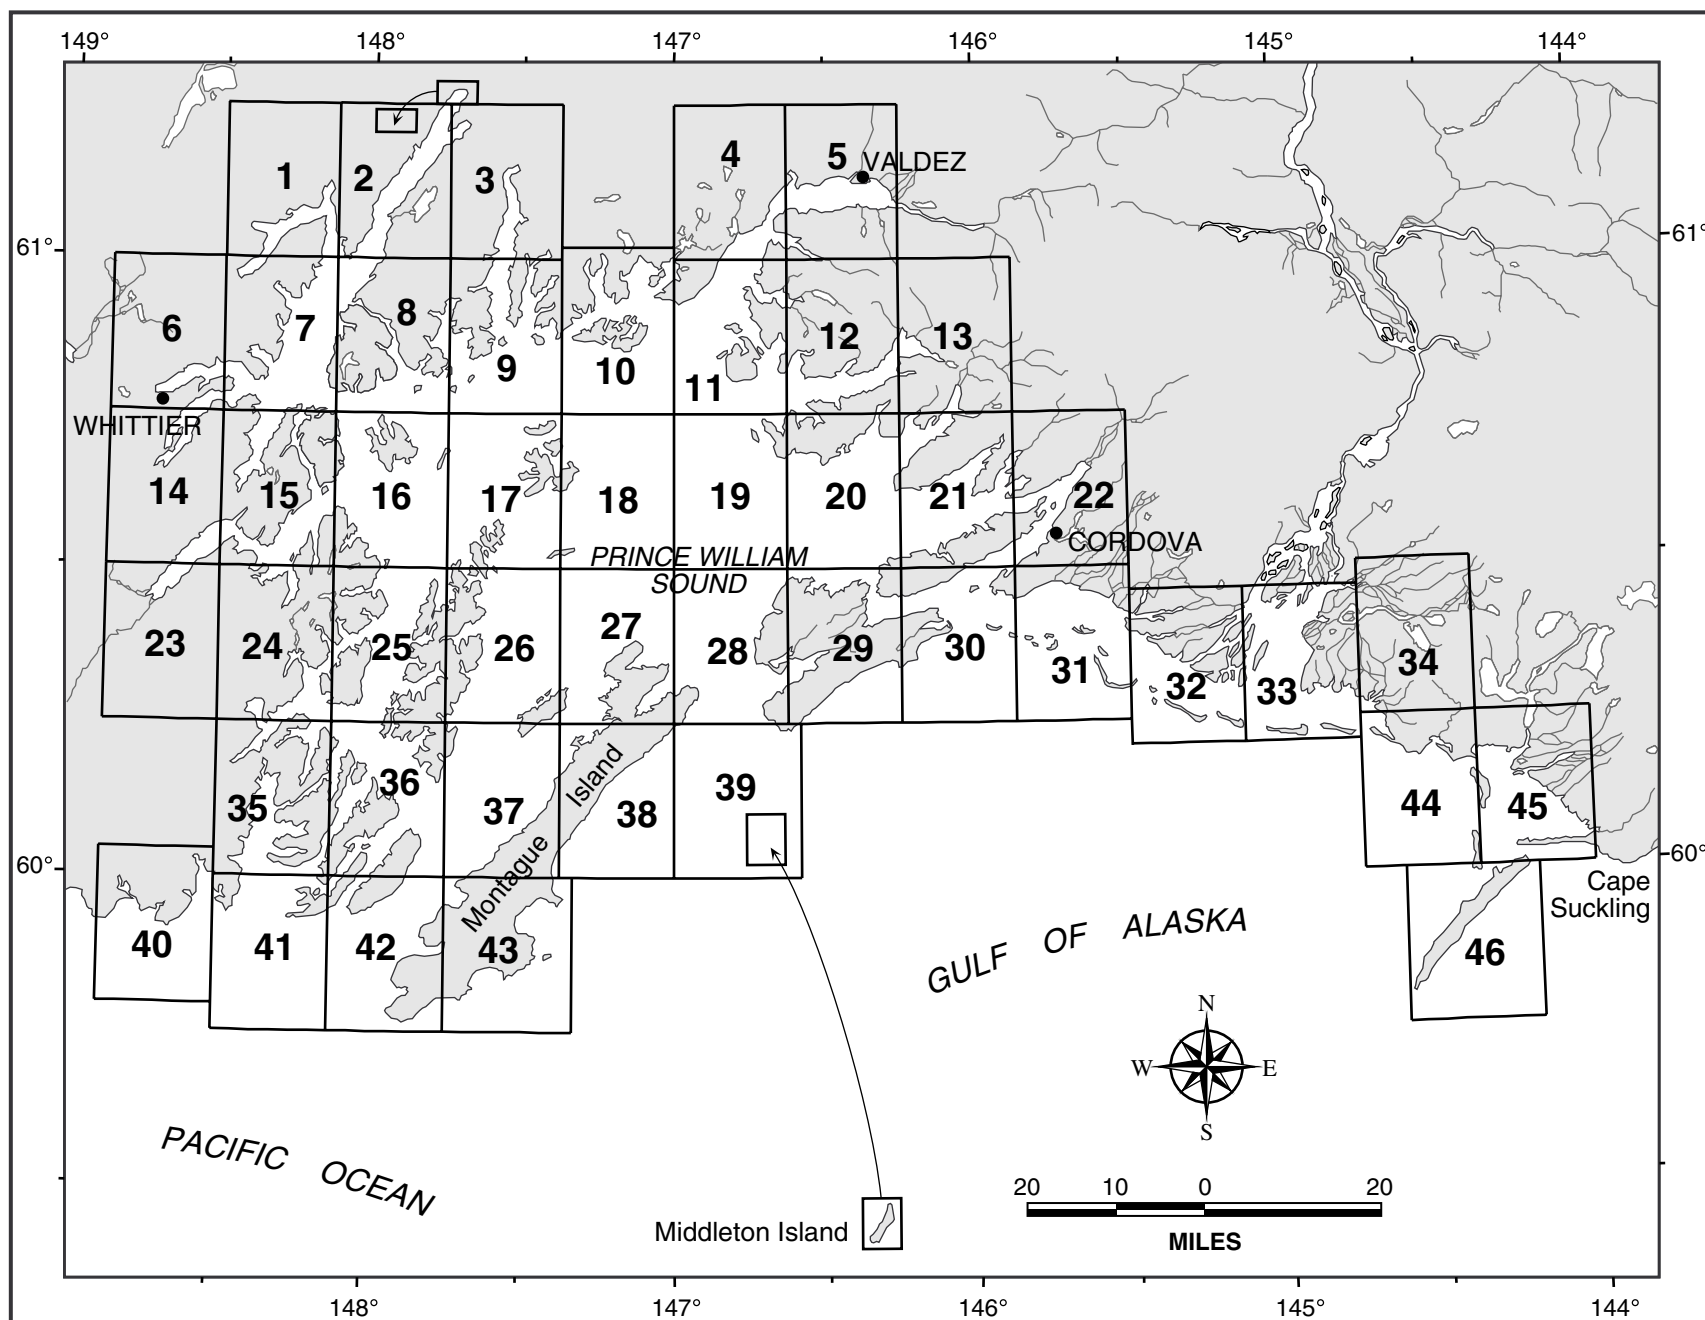 149° 148° 147° 146° 145° 144°
1 2 3 4 5 VALDEZ
61° 61°
6 7 8 9 10 11 12 13
WHITTIER
14 15 16 17 18 19 20 21 22
CORDOVA
PRINCE WILLIAM
SOUND
23 24 25 26 27 28 29 30 31 32 33 34
35 36 37 38 39 44 45
Montague Island
60° 60°
Cape
Suckling
40 41 42 43 46
GULF OF ALASKA
N
W E
S
PACIFIC OCEAN
20 10 0 20
MILES
Middleton Island
148° 147° 146° 145° 144°